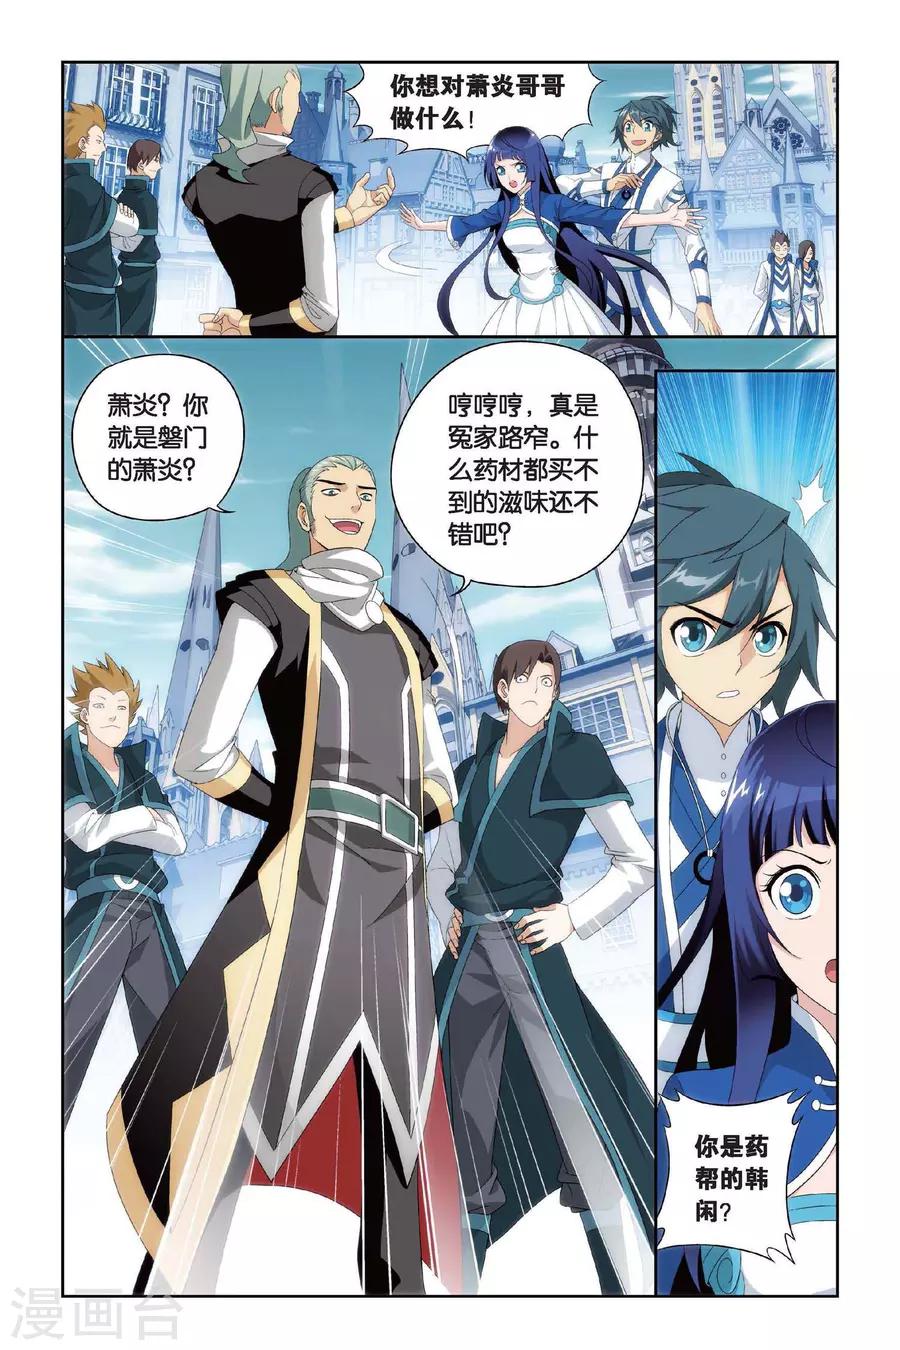 你想对萧炎哥哥
做什么！
萧炎？你
就是磐门
的萧炎？
哼哼哼，真是
冤家路窄。什
么药材都买不
到的滋味还不
错吧？
你是药
帮的韩
闲？
漫画台